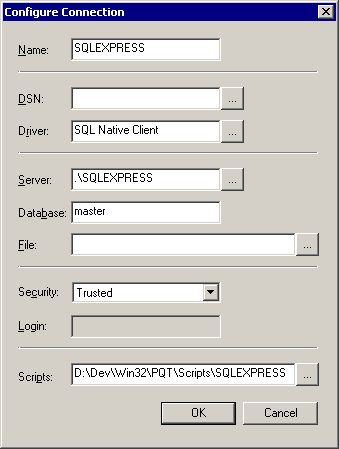 Configure Connection
Name: SQLEXPRESS
DSN: ...
Driver: SQL Native Client ...
Server: .\SQLEXPRESS ...
Database: master
File: ...
Security: Trusted
Login:
Scripts: D:\Dev\Win32\PQT\Scripts\SQLEXPRESS ...
OK Cancel